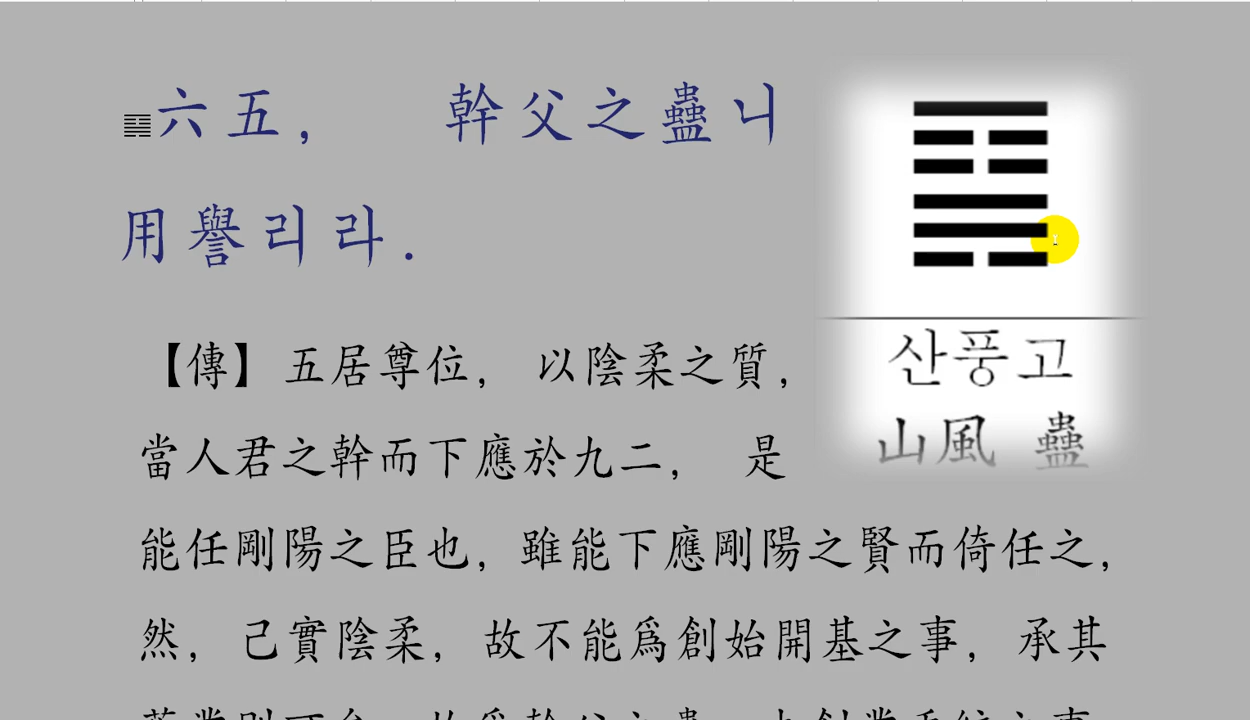 六五, 幹父之蠱니
用譽리라.
산풍고
山風 蠱
【傳】 五居尊位, 以陰柔之質,
當人君之幹而下應於九二, 是
能任剛陽之臣也, 雖能下應剛陽之賢而倚任之,
然, 己實陰柔, 故不能爲創始開基之事, 承其